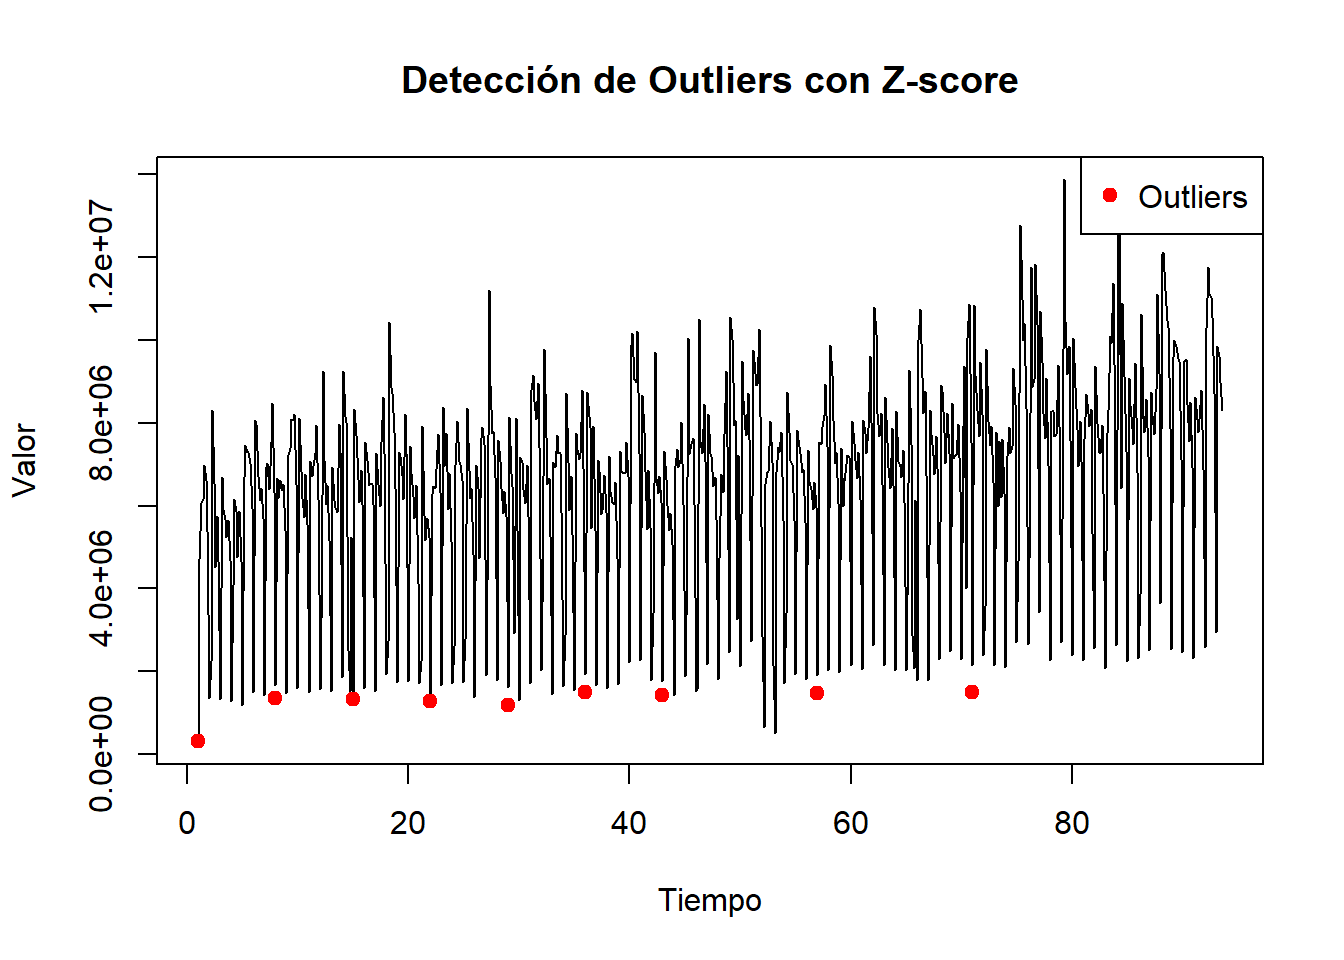 Detección de Outliers con Z-score
Outliers
Valor
1.2e+07
8.0e+06
4.0e+06
0.0e+00
0 20 40 60 80
Tiempo